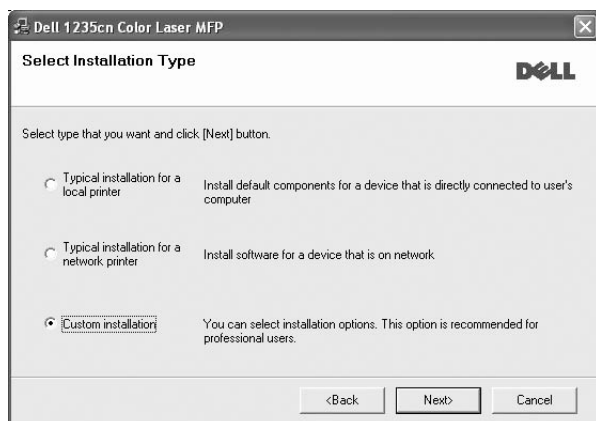 Dell 1235cn Color Laser MFP
Select Installation Type
DELL
Select type that you want and click [Next] button.
Typical installation for a
local printer
Install default components for a device that is directly connected to user's
computer
Typical installation for a
network printer
Install software for a device that is on network
Custom installation
You can select installation options. This option is recommended for
professional users.
<Back
Next>
Cancel